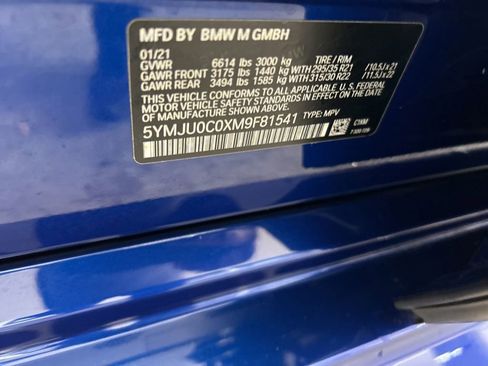 MFD BY BMW M GMBH
01/21
GVWR 6614 lbs 3000 kg TIRE / RIM
GAWR FRONT 3175 lbs 1440 kg WITH 295/35 R21 / 10.5J x 21
GAWR REAR 3494 lbs 1585 kg WITH 315/30 R22 / 11.5J x 22
THIS VEHICLE CONFORMS TO ALL APPLICABLE U.S. FEDERAL
MOTOR VEHICLE SAFETY STANDARDS IN EFFECT ON THE
DATE OF MANUFACTURE SHOWN ABOVE.
5YMJU0C0XM9F81541 TYPE: MPV C1XM